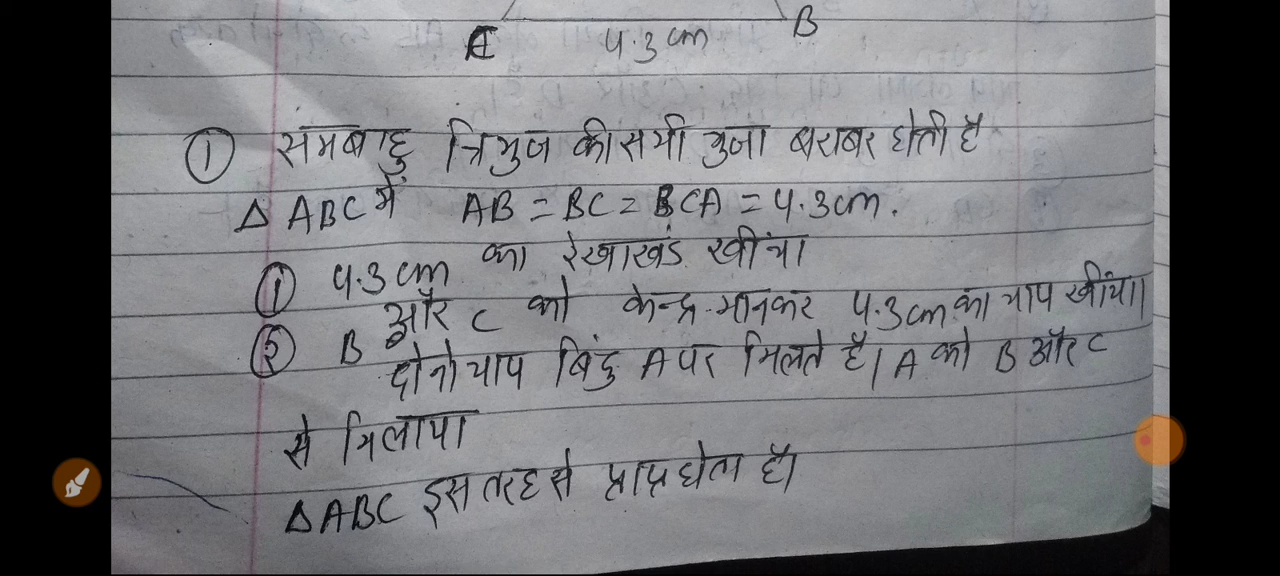 C 4.3 cm B
① समबाहु त्रिभुज की सभी भुजा बराबर होती है
Δ ABC में AB = BC = CA = 4.3cm.
① 4.3 cm का रेखाखंड खींचा
② B और C को केन्द्र मानकर 4.3cm का चाप खींचा।
दोनो चाप बिंदु A पर मिलते है। A को B और C
से मिलाया
Δ ABC इस तरह से प्राप्त होता है।